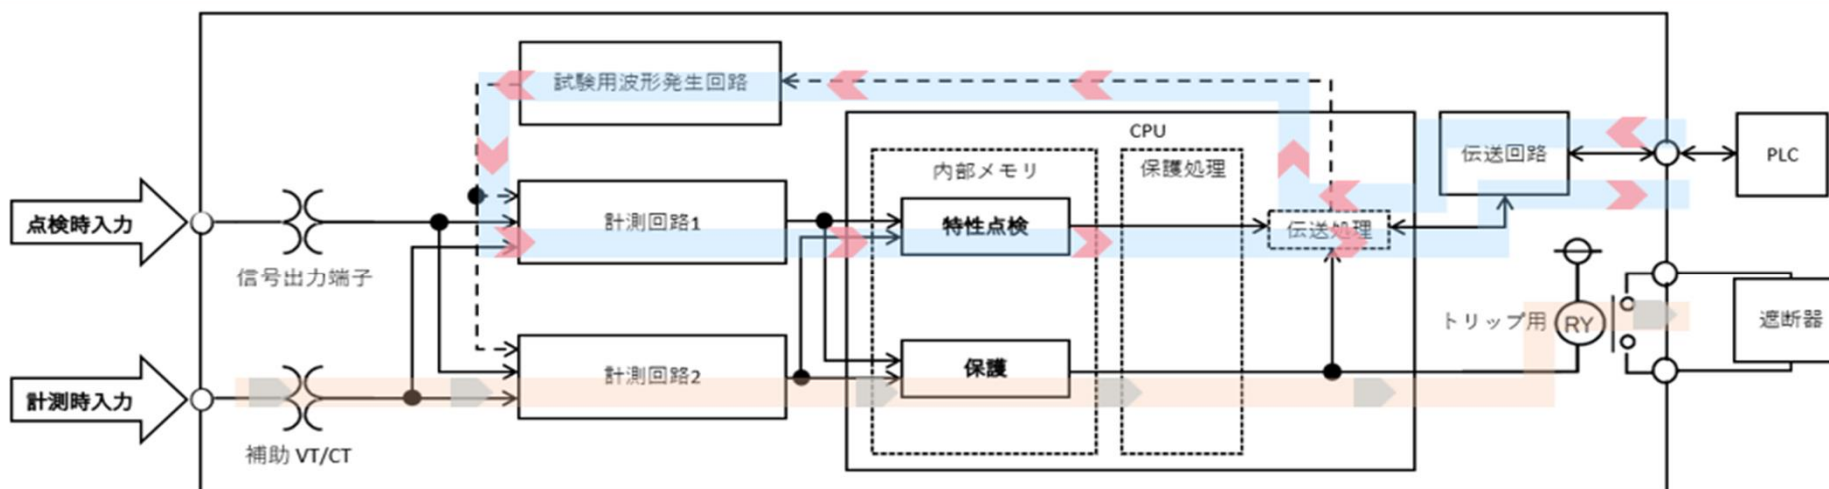 試験用波形発生回路
CPU
内部メモリ
保護処理
伝送回路
PLC
点検時入力
計測回路1
特性点検
伝送処理
信号出力端子
トリップ用
RY
遮断器
計測回路2
保護
計測時入力
補助 VT/CT